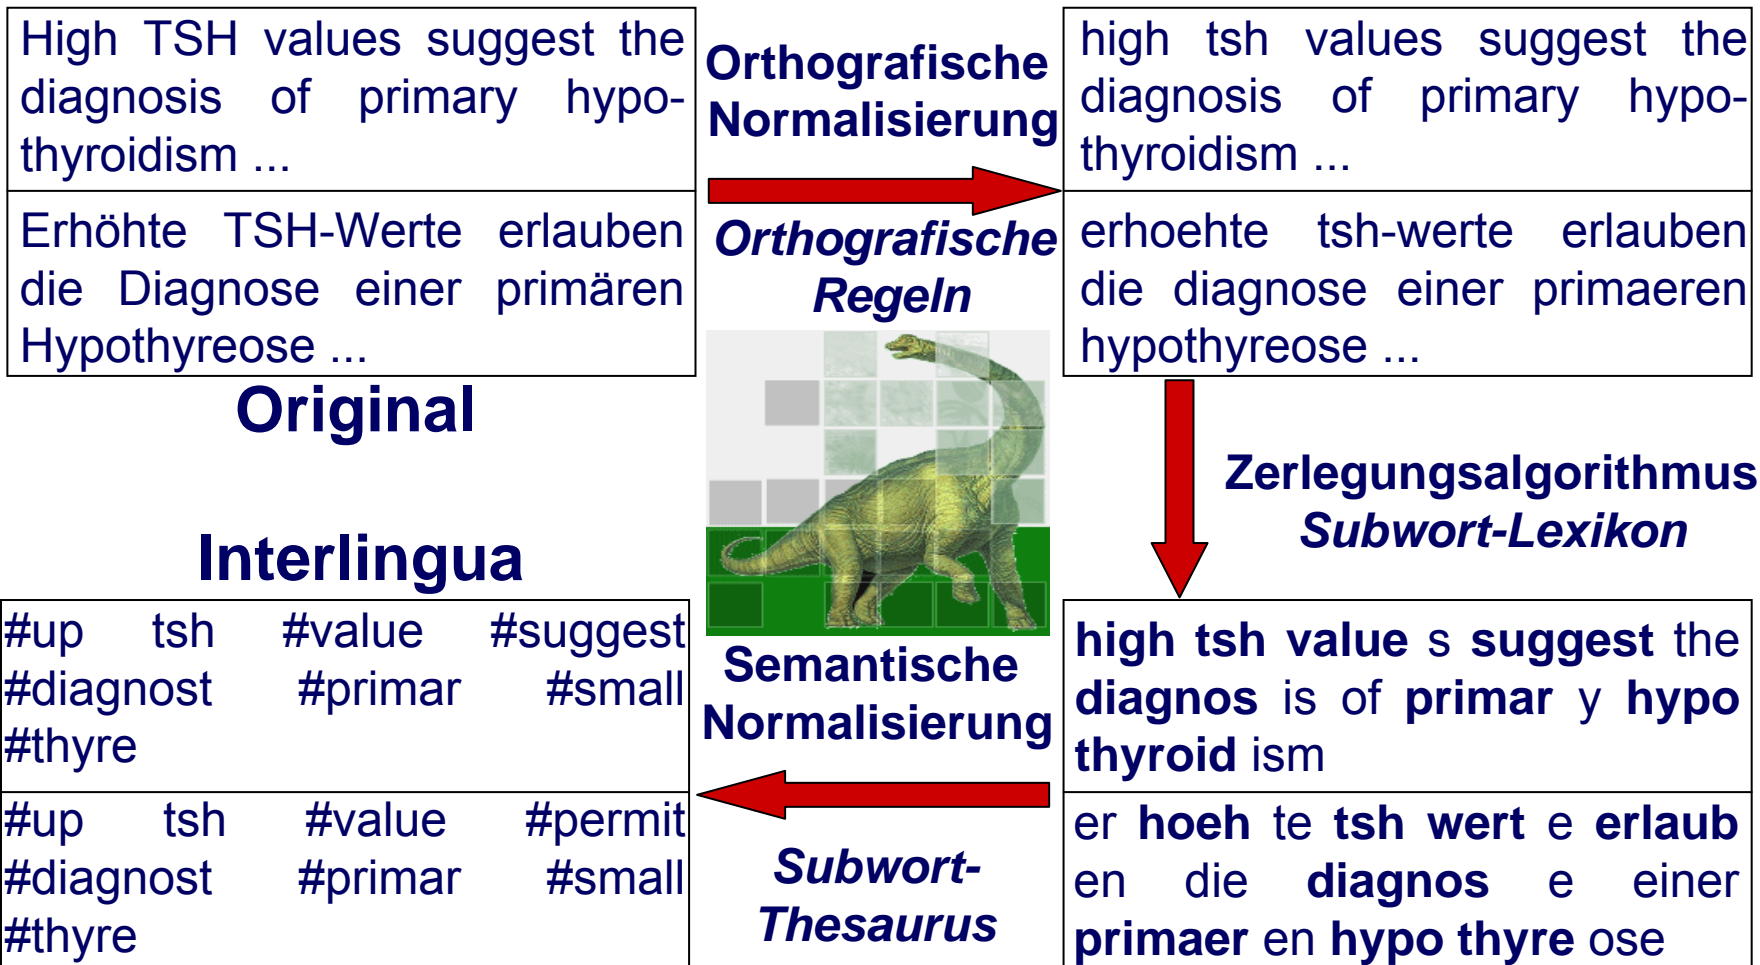 High TSH values suggest the
diagnosis of primary hypo-
thyroidism ...
Erhöhte TSH-Werte erlauben
die Diagnose einer primären
Hypothyreose ...
Original
Orthografische
Normalisierung
Orthografische
Regeln
high tsh values suggest the
diagnosis of primary hypo-
thyroidism ...
erhoehte tsh-werte erlauben
die diagnose einer primaeren
hypothyreose ...
Zerlegungsalgorithmus
Subwort-Lexikon
high tsh value s suggest the
diagnos is of primar y hypo
thyroid ism
er hoeh te tsh wert e erlaub
en die diagnos e einer
primaer en hypo thyre ose
Semantische
Normalisierung
Subwort-
Thesaurus
Interlingua
#up tsh #value #suggest
#diagnost #primar #small
#thyre
#up tsh #value #permit
#diagnost #primar #small
#thyre